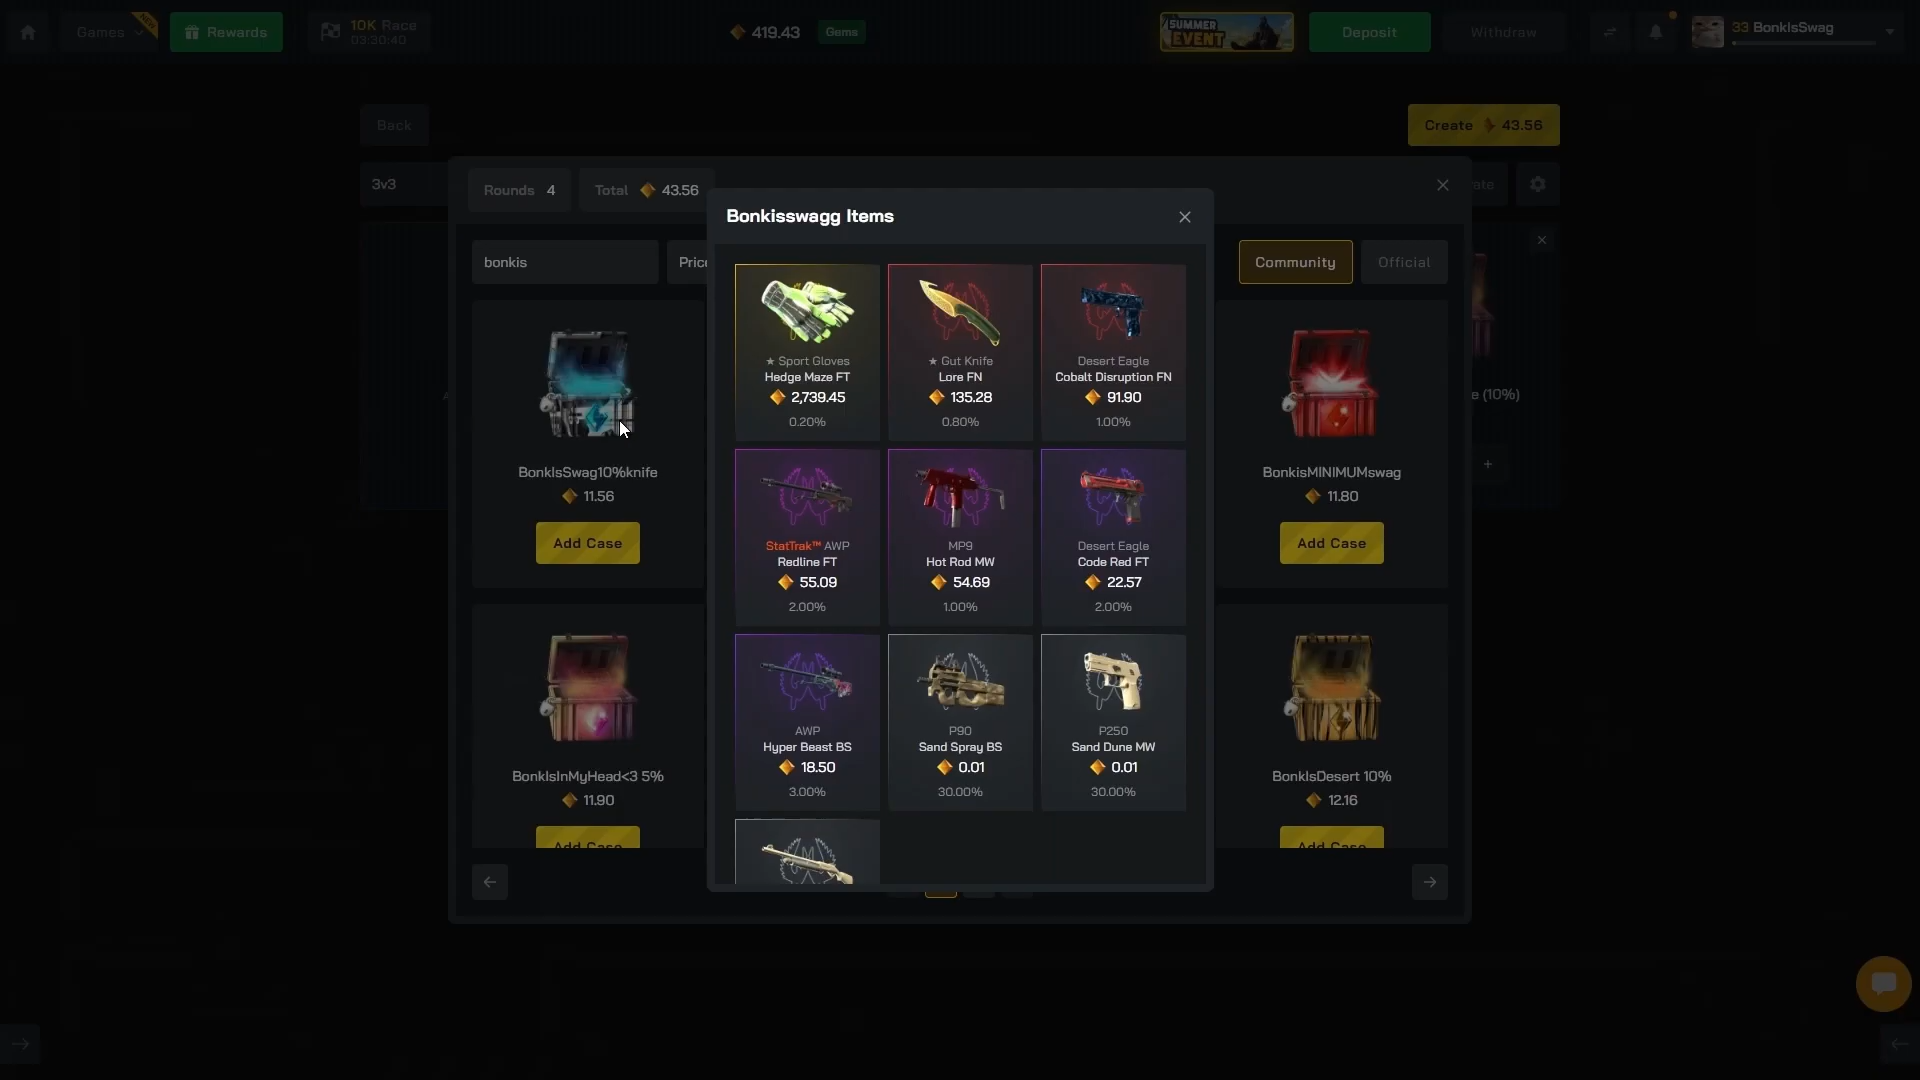 Games
NEW
Rewards
10K Race
03:30:40
419.43
Gems
SUMMER
EVENT
Deposit
Withdraw
33 BonkIsSwag
Back
Create 43.56
3v3
Rounds 4
Total 43.56
Bonkisswagg Items
bonkis
Community
Official
★ Sport Gloves
Hedge Maze FT
2,739.45
0.20%
★ Gut Knife
Lore FN
135.28
0.80%
Desert Eagle
Cobalt Disruption FN
91.90
1.00%
e (10%)
BonkIsSwag10%knife
11.56
Add Case
StatTrak™ AWP
Redline FT
55.09
2.00%
MP9
Hot Rod MW
54.69
1.00%
Desert Eagle
Code Red FT
22.57
2.00%
BonkisMINIMUMswag
11.80
Add Case
AWP
Hyper Beast BS
18.50
3.00%
P90
Sand Spray BS
0.01
30.00%
P250
Sand Dune MW
0.01
30.00%
BonkIsInMyHead<3 5%
11.90
Add Case
BonkIsDesert 10%
12.16
Add Case